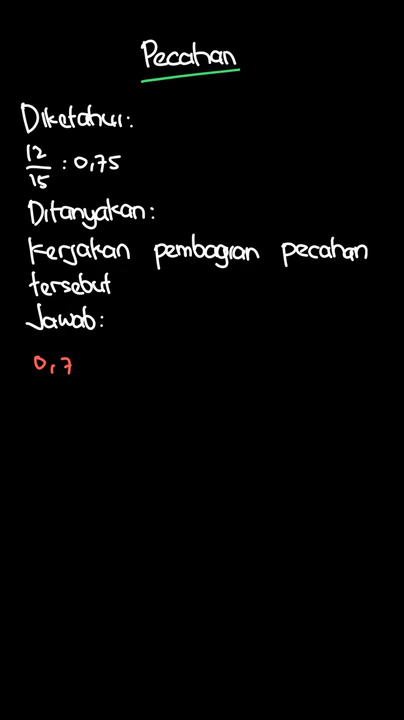 Pecahan
Diketahui:
12/15 : 0,75
Ditanyakan:
Kerjakan pembagian pecahan
tersebut
Jawab:
0,7